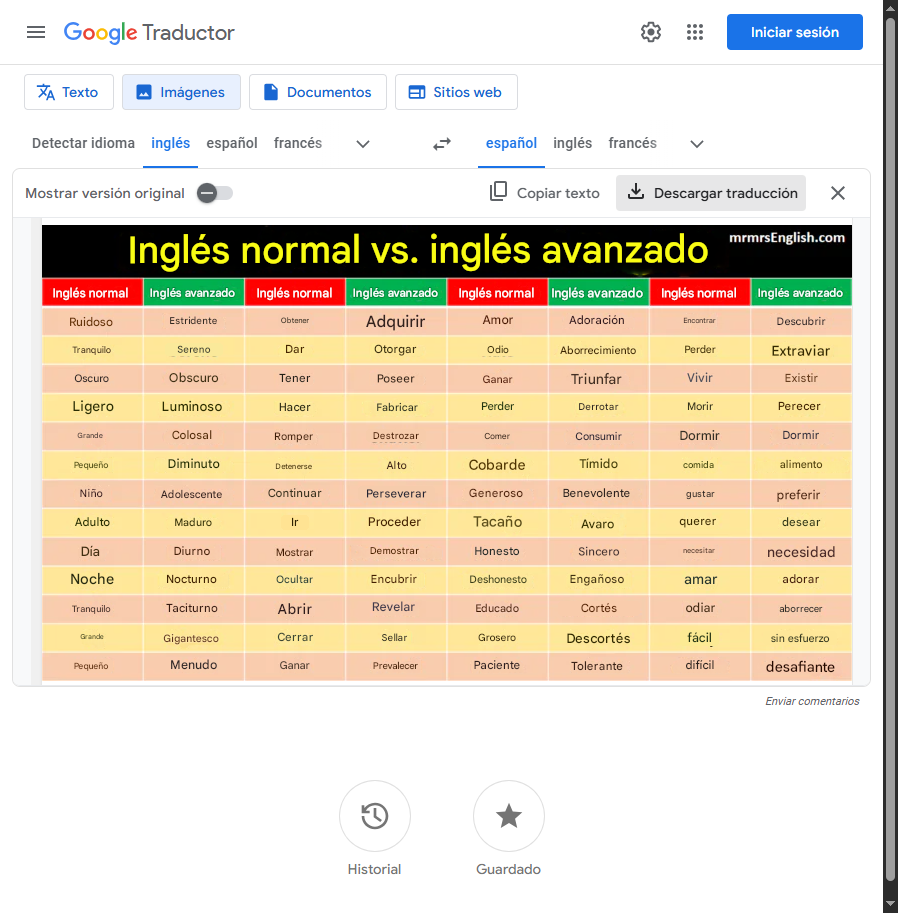 Google Traductor
Iniciar sesión
Texto
Imágenes
Documentos
Sitios web
Detectar idioma inglés español francés
español inglés francés
Mostrar versión original
Copiar texto
Descargar traducción
Inglés normal vs. inglés avanzado
mrmrsEnglish.com
Inglés normal Inglés avanzado Inglés normal Inglés avanzado Inglés normal Inglés avanzado Inglés normal Inglés avanzado
Ruidoso Estridente Obtener Adquirir Amor Adoración Encontrar Descubrir
Tranquilo Sereno Dar Otorgar Odio Aborrecimiento Perder Extraviar
Oscuro Obscuro Tener Poseer Ganar Triunfar Vivir Existir
Ligero Luminoso Hacer Fabricar Perder Derrotar Morir Perecer
Grande Colosal Romper Destrozar Comer Consumir Dormir Dormir
Pequeño Diminuto Detenerse Alto Cobarde Tímido comida alimento
Niño Adolescente Continuar Perseverar Generoso Benevolente gustar preferir
Adulto Maduro Ir Proceder Tacaño Avaro querer desear
Día Diurno Mostrar Demostrar Honesto Sincero necesitar necesidad
Noche Nocturno Ocultar Encubrir Deshonesto Engañoso amar adorar
Tranquilo Taciturno Abrir Revelar Educado Cortés odiar aborrecer
Grande Gigantesco Cerrar Sellar Grosero Descortés fácil sin esfuerzo
Pequeño Menudo Ganar Prevalecer Paciente Tolerante difícil desafiante
Enviar comentarios
Historial
Guardado